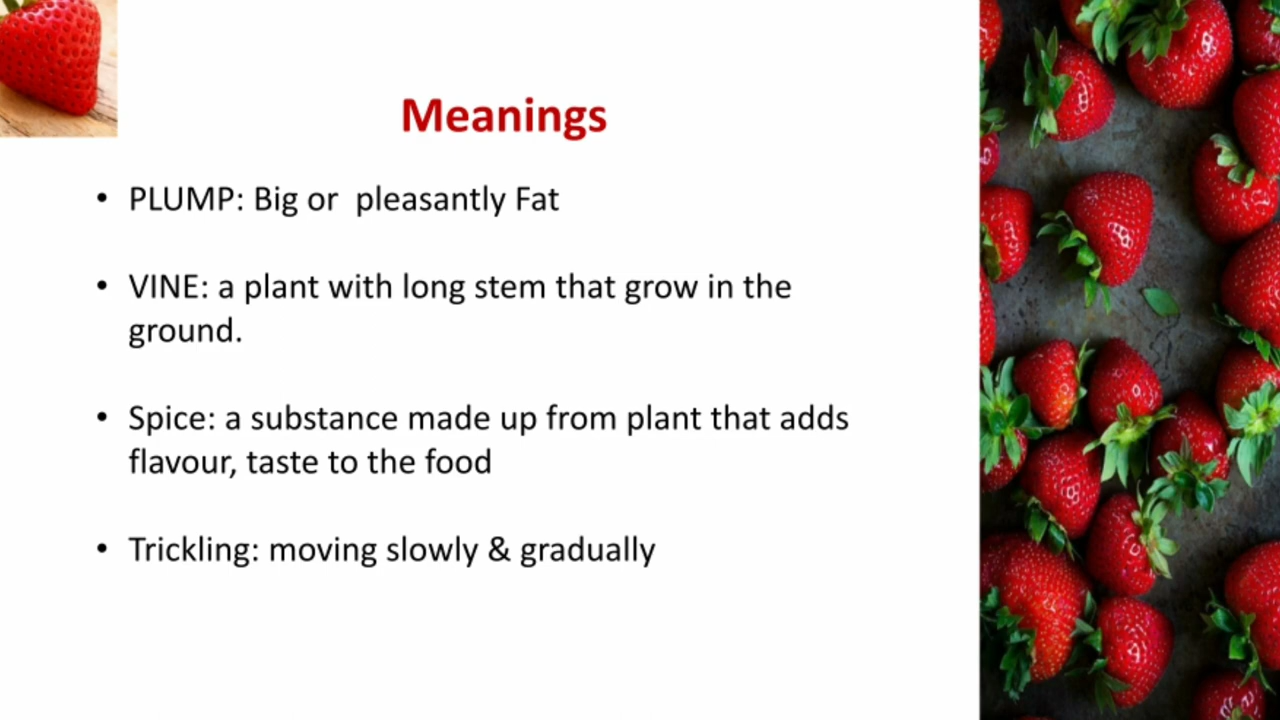 Meanings
• PLUMP: Big or  pleasantly Fat
• VINE: a plant with long stem that grow in the
ground.
• Spice: a substance made up from plant that adds
flavour, taste to the food
• Trickling: moving slowly & gradually